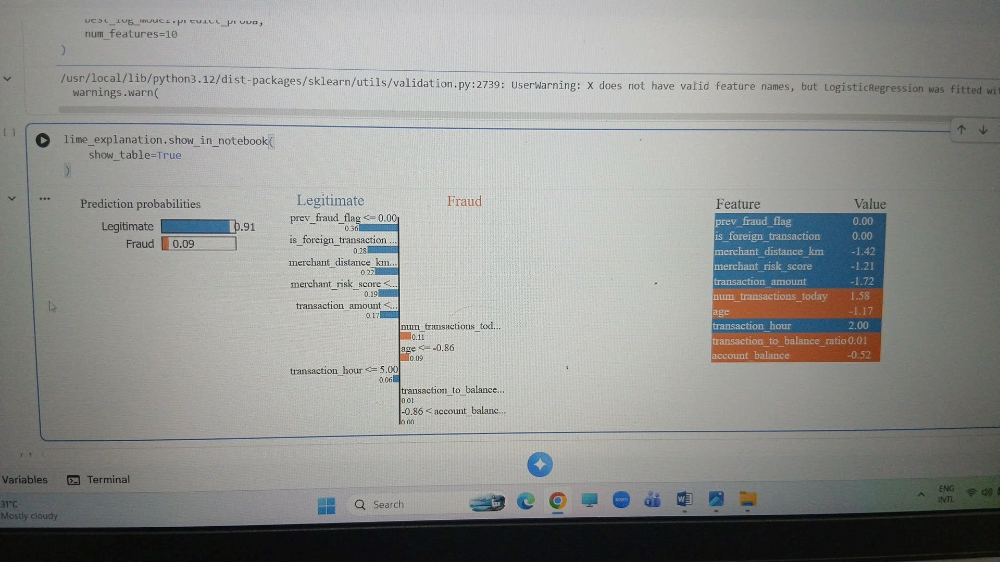 num_features=10
)
/usr/local/lib/python3.12/dist-packages/sklearn/utils/validation.py:2739: UserWarning: X does not have valid feature names, but LogisticRegression was fitted wit
warnings.warn(
[ ]
lime_explanation.show_in_notebook(
show_table=True
)
Prediction probabilities
Legitimate 0.91
Fraud 0.09
Legitimate Fraud
prev_fraud_flag <= 0.00
0.36
is_foreign_transaction ...
0.28
merchant_distance_km...
0.22
merchant_risk_score <...
0.19
transaction_amount <...
0.17
num_transactions_tod...
0.11
age <= -0.86
0.09
transaction_hour <= 5.00
0.06
transaction_to_balance...
0.01
-0.86 < account_balanc...
0.00
Feature Value
prev_fraud_flag 0.00
is_foreign_transaction 0.00
merchant_distance_km -1.42
merchant_risk_score -1.21
transaction_amount -1.72
num_transactions_today 1.58
age -1.17
transaction_hour 2.00
transaction_to_balance_ratio 0.01
account_balance -0.52
Variables Terminal
31°C
Mostly cloudy
Search
zoom
ENG
INTL